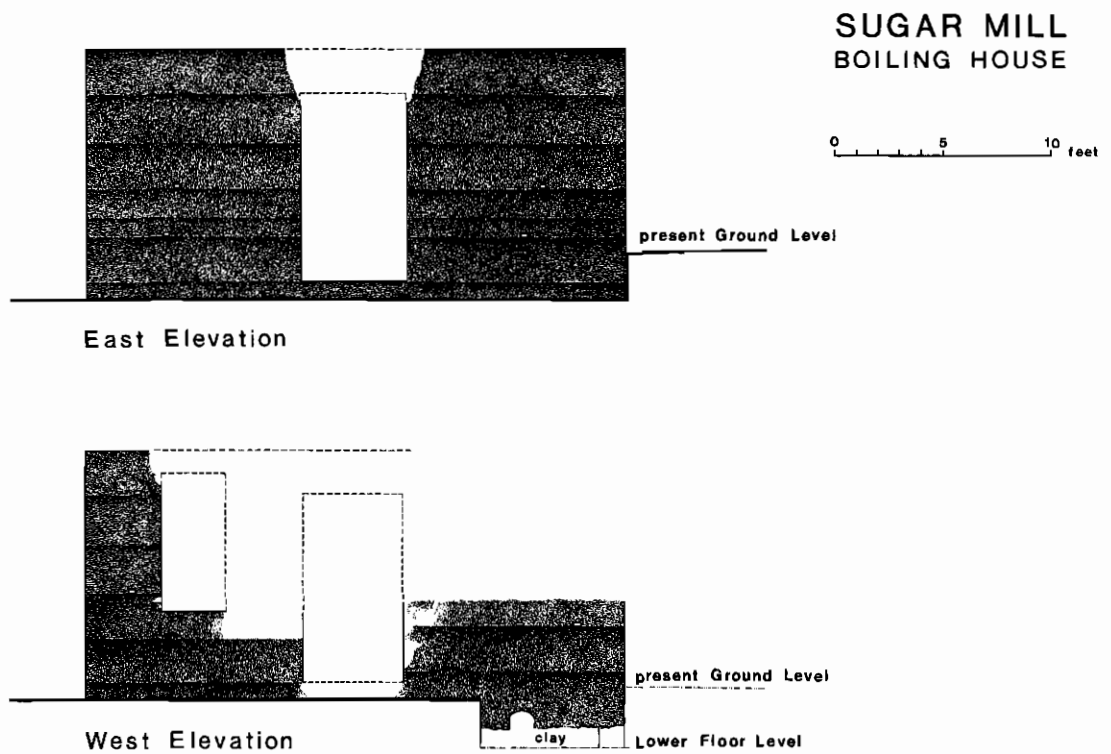 SUGAR MILL
BOILING HOUSE
0 5 10 feet
present Ground Level
East Elevation
present Ground Level
clay
Lower Floor Level
West Elevation